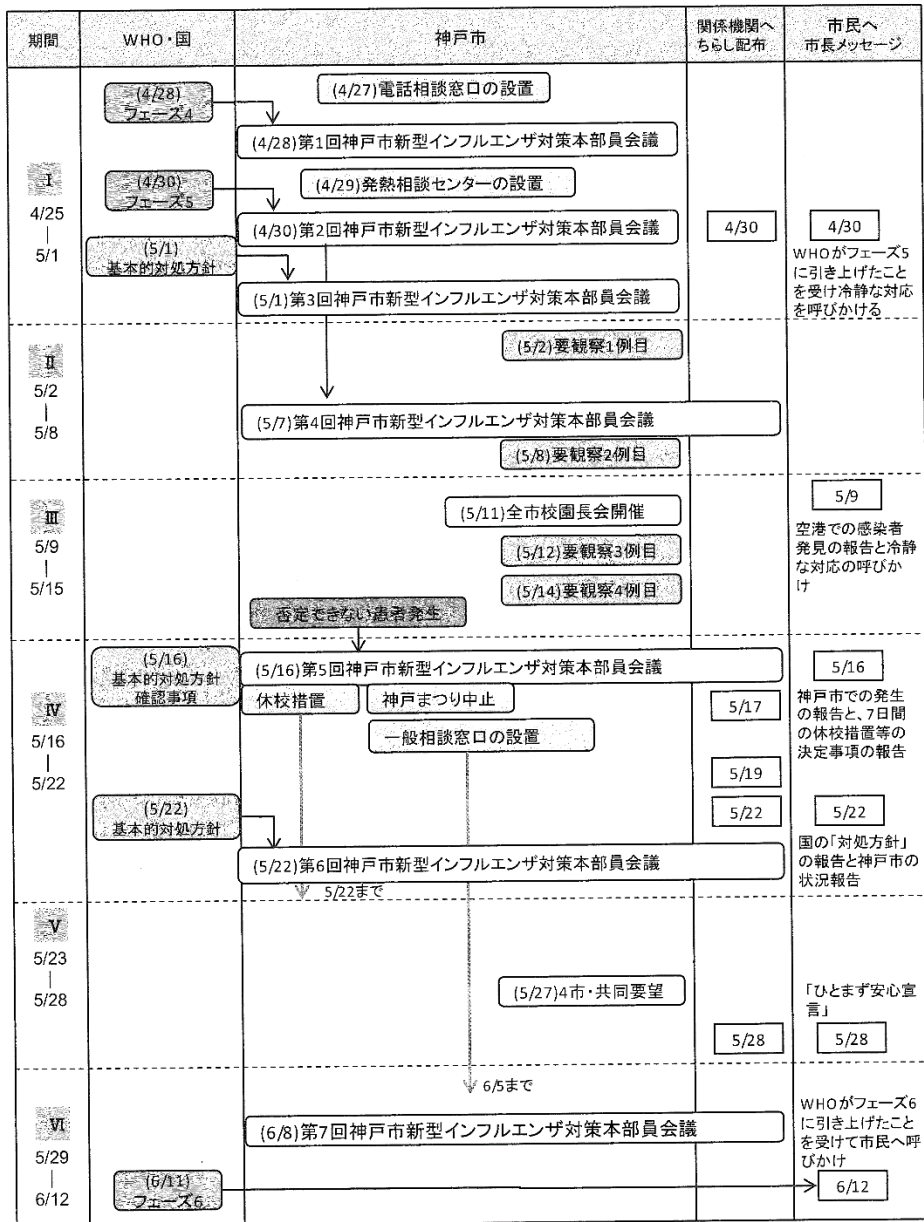 期間
WHO・国
神戸市
関係機関へ
ちらし配布
市民へ
市長メッセージ
Ⅰ
4/25
|
5/1
(4/28)
フェーズ4
(4/27)電話相談窓口の設置
(4/28)第1回神戸市新型インフルエンザ対策本部員会議
(4/30)
フェーズ5
(4/29)発熱相談センターの設置
(4/30)第2回神戸市新型インフルエンザ対策本部員会議
4/30
4/30
WHOがフェーズ5
に引き上げたこと
を受け冷静な対応
を呼びかける
(5/1)
基本的対処方針
(5/1)第3回神戸市新型インフルエンザ対策本部員会議
Ⅱ
5/2
|
5/8
(5/2)要観察1例目
(5/7)第4回神戸市新型インフルエンザ対策本部員会議
(5/8)要観察2例目
Ⅲ
5/9
|
5/15
(5/11)全市校園長会開催
(5/12)要観察3例目
(5/14)要観察4例目
否定できない患者発生
5/9
空港での感染者
発見の報告と冷静
な対応の呼びか
け
Ⅳ
5/16
|
5/22
(5/16)
基本的対処方針
確認事項
(5/16)第5回神戸市新型インフルエンザ対策本部員会議
休校措置
神戸まつり中止
一般相談窓口の設置
5/17
5/19
5/22
5/16
神戸市での発生
の報告と、7日間
の休校措置等の
決定事項の報告
(5/22)
基本的対処方針
(5/22)第6回神戸市新型インフルエンザ対策本部員会議
5/22まで
5/22
国の「対処方針」
の報告と神戸市の
状況報告
Ⅴ
5/23
|
5/28
(5/27)4市・共同要望
5/28
「ひとまず安心宣
言」
5/28
6/5まで
Ⅵ
5/29
|
6/12
(6/8)第7回神戸市新型インフルエンザ対策本部員会議
(6/11)
フェーズ6
WHOがフェーズ6
に引き上げたこと
を受けて市民へ呼
びかけ
6/12